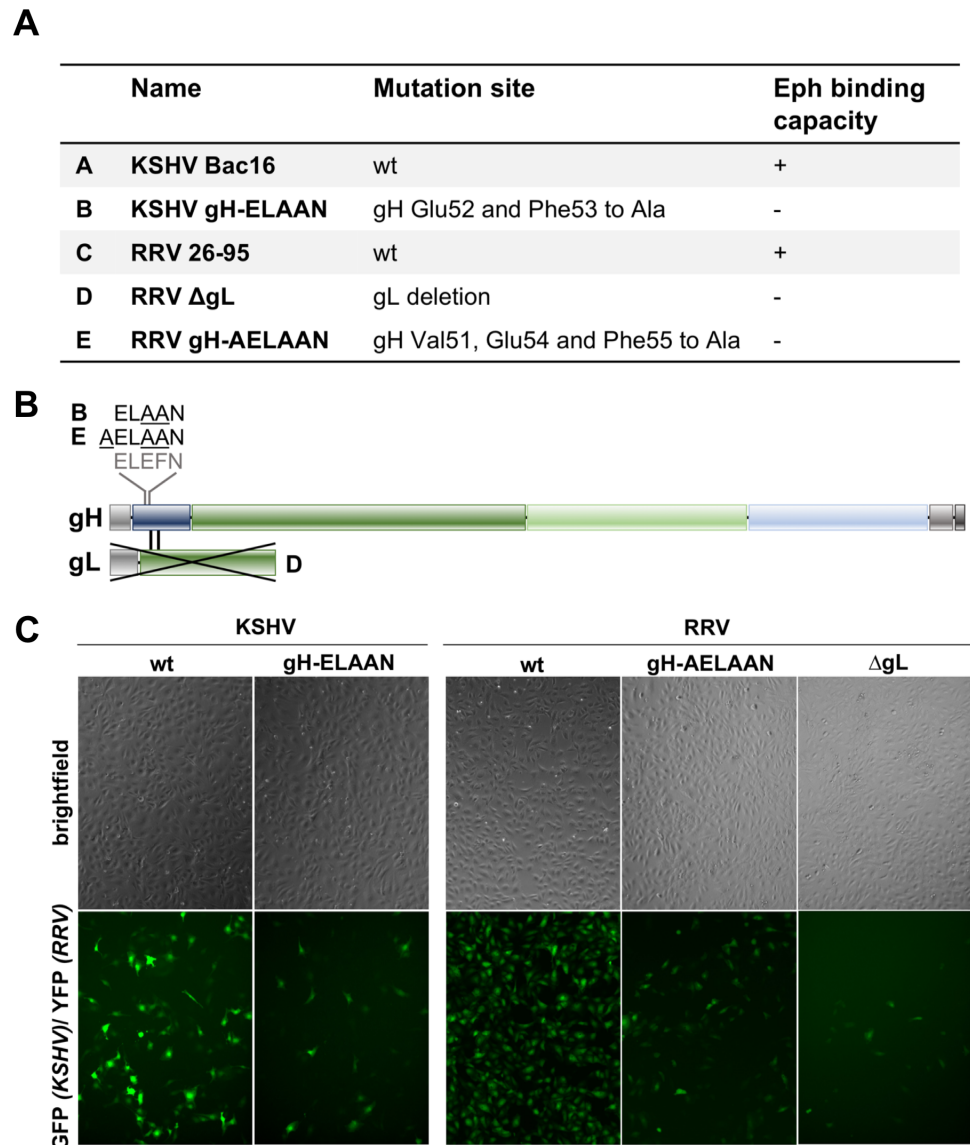 A
Name Mutation site Eph binding
capacity
A KSHV Bac16 wt +
B KSHV gH-ELAAN gH Glu52 and Phe53 to Ala -
C RRV 26-95 wt +
D RRV ΔgL gL deletion -
E RRV gH-AELAAN gH Val51, Glu54 and Phe55 to Ala -
B
B ELAAN
E AELAAN
ELEFN
gH
gL D
C
KSHV RRV
wt gH-ELAAN wt gH-AELAAN ΔgL
brightfield
GFP (KSHV)/ YFP (RRV)